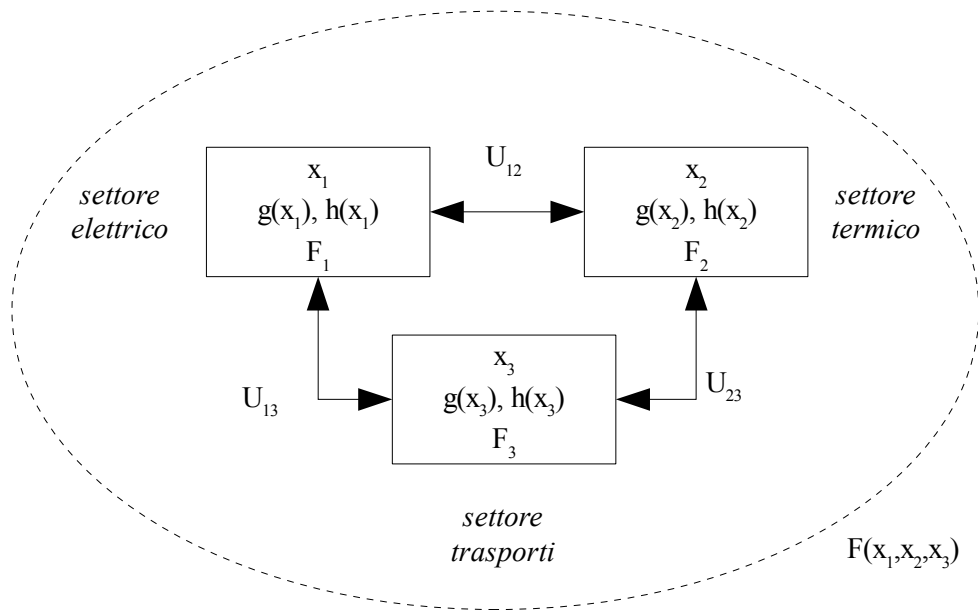 U₁₂
settore
elettrico
x₁
g(x₁), h(x₁)
F₁
x₂
g(x₂), h(x₂)
F₂
settore
termico
U₁₃
x₃
g(x₃), h(x₃)
F₃
U₂₃
settore
trasporti
F(x₁,x₂,x₃)